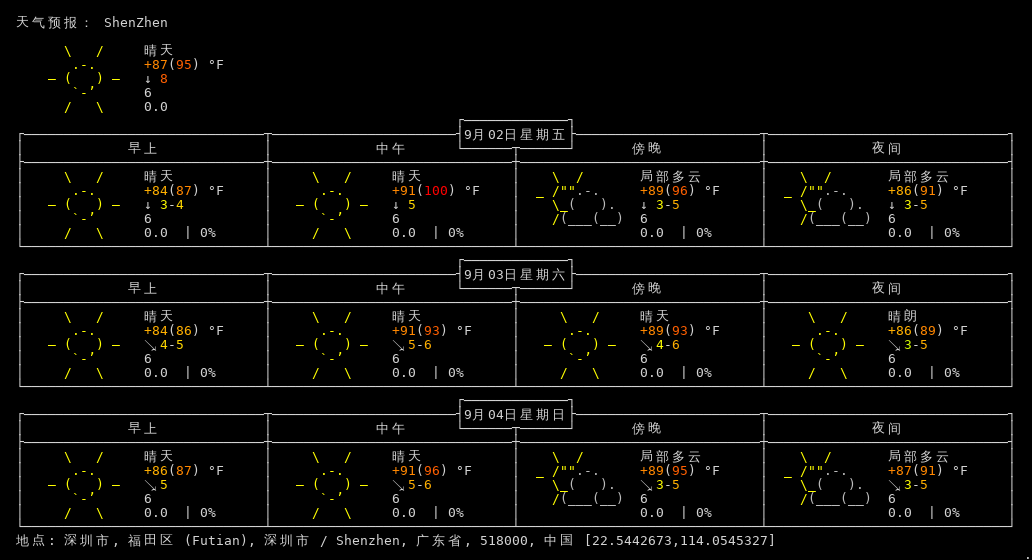 天气预报： ShenZhen
晴天
+87(95) °F
↓ 8
6
0.0
9月02日星期五
早上 中午 傍晚 夜间
晴天 晴天 局部多云 局部多云
+84(87) °F +91(100) °F +89(96) °F +86(91) °F
↓ 3-4 ↓ 5 ↓ 3-5 ↓ 3-5
6 6 6 6
0.0 | 0% 0.0 | 0% 0.0 | 0% 0.0 | 0%
9月03日星期六
早上 中午 傍晚 夜间
晴天 晴天 晴天 晴朗
+84(86) °F +91(93) °F +89(93) °F +86(89) °F
↘ 4-5 ↘ 5-6 ↘ 4-6 ↘ 3-5
6 6 6 6
0.0 | 0% 0.0 | 0% 0.0 | 0% 0.0 | 0%
9月04日星期日
早上 中午 傍晚 夜间
晴天 晴天 局部多云 局部多云
+86(87) °F +91(96) °F +89(95) °F +87(91) °F
↘ 5 ↘ 5-6 ↘ 3-5 ↘ 3-5
6 6 6 6
0.0 | 0% 0.0 | 0% 0.0 | 0% 0.0 | 0%
地点: 深圳市, 福田区 (Futian), 深圳市 / Shenzhen, 广东省, 518000, 中国 [22.5442673,114.0545327]